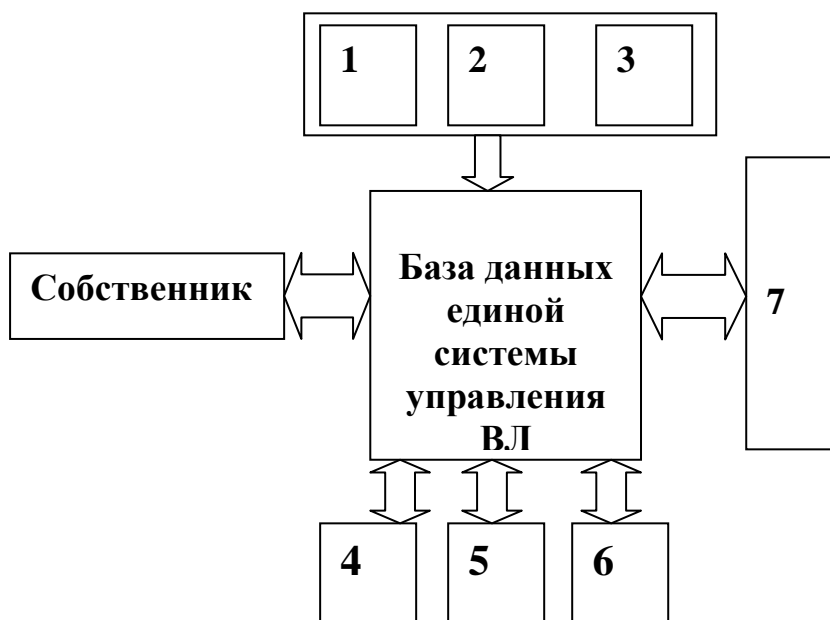 1 2 3
Собственник
База данных
единой
системы
управления
ВЛ
7
4 5 6